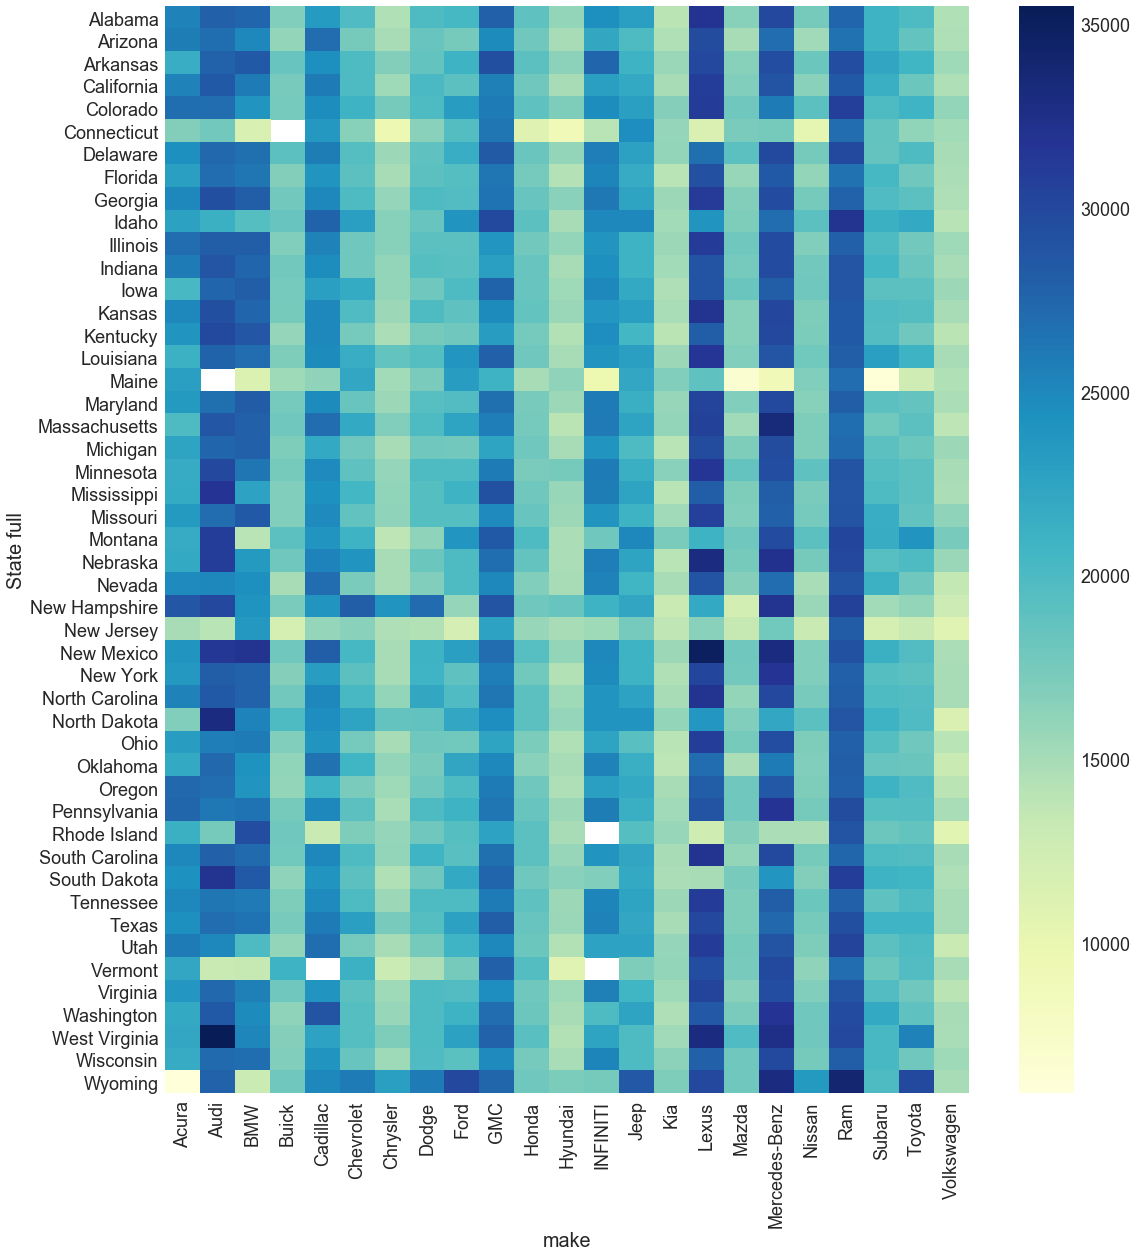 State full
Alabama
Arizona
Arkansas
California
Colorado
Connecticut
Delaware
Florida
Georgia
Idaho
Illinois
Indiana
Iowa
Kansas
Kentucky
Louisiana
Maine
Maryland
Massachusetts
Michigan
Minnesota
Mississippi
Missouri
Montana
Nebraska
Nevada
New Hampshire
New Jersey
New Mexico
New York
North Carolina
North Dakota
Ohio
Oklahoma
Oregon
Pennsylvania
Rhode Island
South Carolina
South Dakota
Tennessee
Texas
Utah
Vermont
Virginia
Washington
West Virginia
Wisconsin
Wyoming
Acura
Audi
BMW
Buick
Cadillac
Chevrolet
Chrysler
Dodge
Ford
GMC
Honda
Hyundai
INFINITI
Jeep
Kia
Lexus
Mazda
Mercedes-Benz
Nissan
Ram
Subaru
Toyota
Volkswagen
make
35000
30000
25000
20000
15000
10000